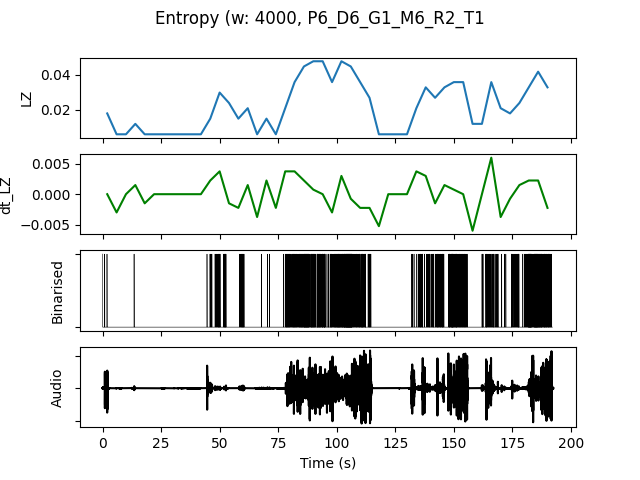 Entropy (w: 4000, P6_D6_G1_M6_R2_T1
LZ
0.04
0.02
dt_LZ
0.005
0.000
−0.005
Binarised
Audio
0 25 50 75 100 125 150 175 200
Time (s)